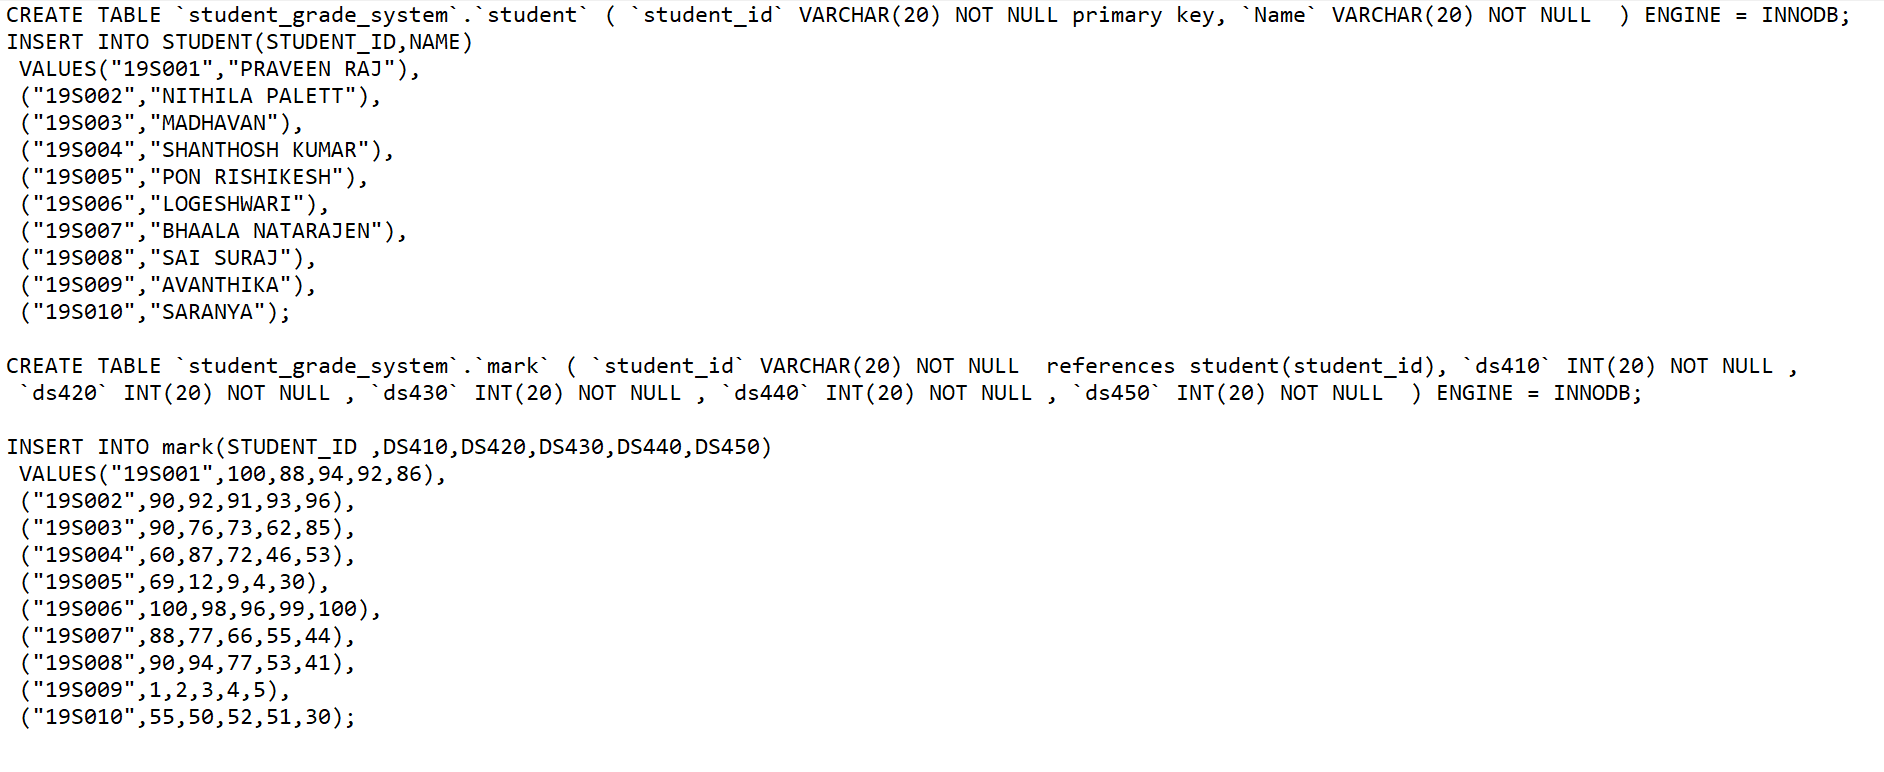 CREATE TABLE `student_grade_system`.`student` ( `student_id` VARCHAR(20) NOT NULL primary key, `Name` VARCHAR(20) NOT NULL  ) ENGINE = INNODB;
INSERT INTO STUDENT(STUDENT_ID,NAME)
 VALUES("19S001","PRAVEEN RAJ"),
 ("19S002","NITHILA PALETT"),
 ("19S003","MADHAVAN"),
 ("19S004","SHANTHOSH KUMAR"),
 ("19S005","PON RISHIKESH"),
 ("19S006","LOGESHWARI"),
 ("19S007","BHAALA NATARAJEN"),
 ("19S008","SAI SURAJ"),
 ("19S009","AVANTHIKA"),
 ("19S010","SARANYA");

CREATE TABLE `student_grade_system`.`mark` ( `student_id` VARCHAR(20) NOT NULL  references student(student_id), `ds410` INT(20) NOT NULL ,
 `ds420` INT(20) NOT NULL , `ds430` INT(20) NOT NULL , `ds440` INT(20) NOT NULL , `ds450` INT(20) NOT NULL  ) ENGINE = INNODB;

INSERT INTO mark(STUDENT_ID ,DS410,DS420,DS430,DS440,DS450)
 VALUES("19S001",100,88,94,92,86),
 ("19S002",90,92,91,93,96),
 ("19S003",90,76,73,62,85),
 ("19S004",60,87,72,46,53),
 ("19S005",69,12,9,4,30),
 ("19S006",100,98,96,99,100),
 ("19S007",88,77,66,55,44),
 ("19S008",90,94,77,53,41),
 ("19S009",1,2,3,4,5),
 ("19S010",55,50,52,51,30);